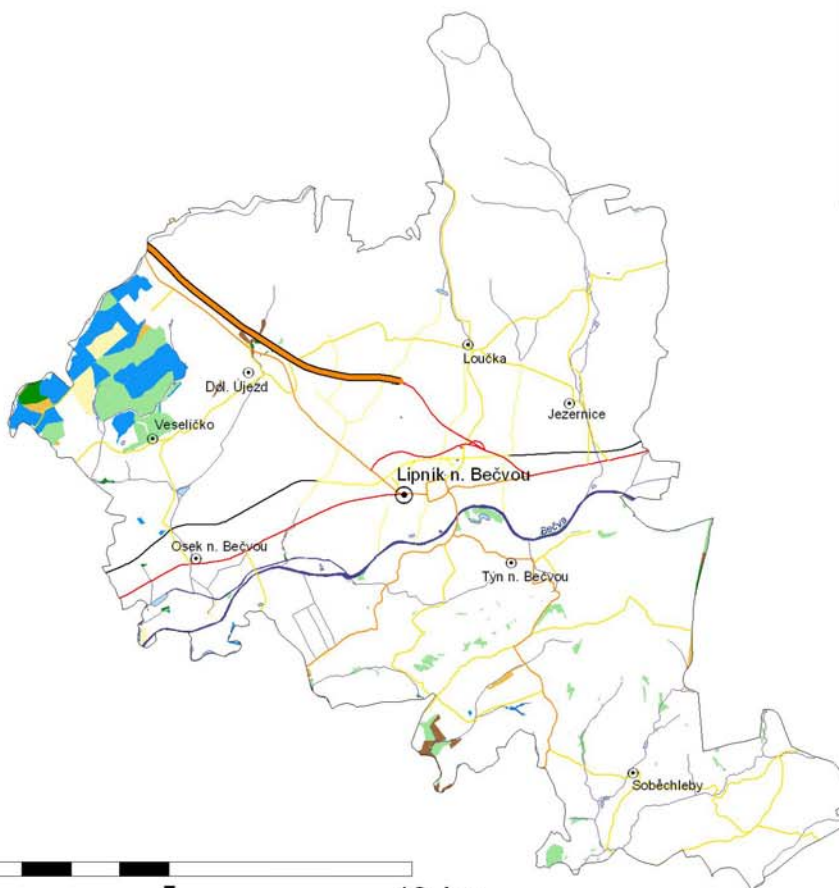 Loučka
Dol. Újezd
Jezernice
Veselíčko
Lipník n. Bečvou
Bečva
Osek n. Bečvou
Týn n. Bečvou
Soběchleby